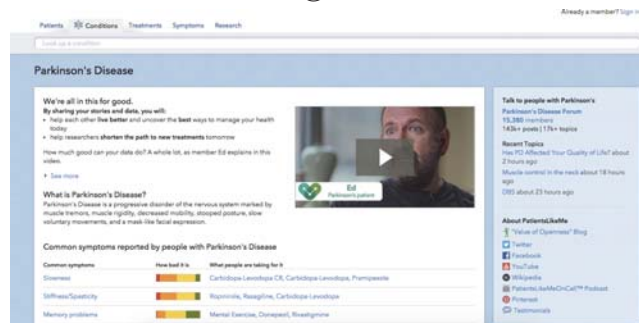 Already a member? Sign in
Patients Conditions Treatments Symptoms Research
Look up a condition
Parkinson's Disease
We're all in this for good.
By sharing your stories and data, you will:
• help each other live better and uncover the best ways to manage your health
today
• help researchers shorten the path to new treatments tomorrow
How much good can your data do? A whole lot, as member Ed explains in this
video.
See more
Ed
Parkinson's patient
What is Parkinson's Disease?
Parkinson's Disease is a progressive disorder of the nervous system marked by
muscle tremors, muscle rigidity, decreased mobility, stooped posture, slow
voluntary movements, and a mask-like facial expression.
Common symptoms reported by people with Parkinson's Disease
Common symptoms How bad it is What people are taking for it
Slowness Carbidopa-Levodopa CR, Carbidopa-Levodopa, Pramipexole
Stiffness/Spasticity Ropinirole, Rasagiline, Carbidopa-Levodopa
Memory problems Mental Exercise, Donepezil, Rivastigmine
Talk to people with Parkinson's
Parkinson's Disease Forum
15,380 members
143k+ posts | 17k+ topics
Recent Topics
Has PD Affected Your Quality of Life? about
2 hours ago
Muscle control in the neck about 18 hours
ago
DBS about 23 hours ago
About PatientsLikeMe
"Value of Openness" Blog
Twitter
Facebook
YouTube
Wikipedia
PatientsLikeMeOnCall™ Podcast
Pinterest
Testimonials